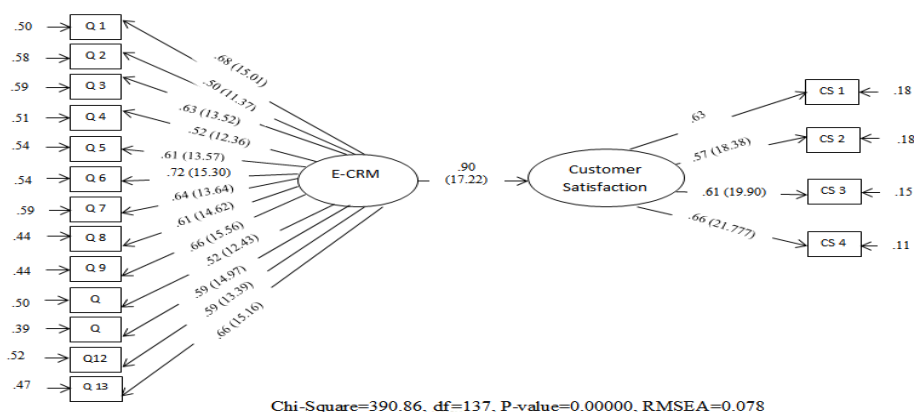 .50 Q 1
.58 Q 2
.59 Q 3
.51 Q 4
.54 Q 5
.54 Q 6
.59 Q 7
.44 Q 8
.44 Q 9
.50 Q
.39 Q
.52 Q12
.47 Q 13
.68 (15.01)
.50 (11.37)
.63 (13.52)
.52 (12.36)
.61 (13.57)
.72 (15.30)
.64 (13.64)
.61 (14.62)
.66 (15.56)
.52 (12.43)
.59 (14.97)
.59 (13.39)
.66 (15.16)
E-CRM
.90
(17.22)
Customer
Satisfaction
.63
.57 (18.38)
.61 (19.90)
.66 (21.777)
CS 1 .18
CS 2 .18
CS 3 .15
CS 4 .11
Chi-Square=390.86, df=137, P-value=0.00000, RMSEA=0.078